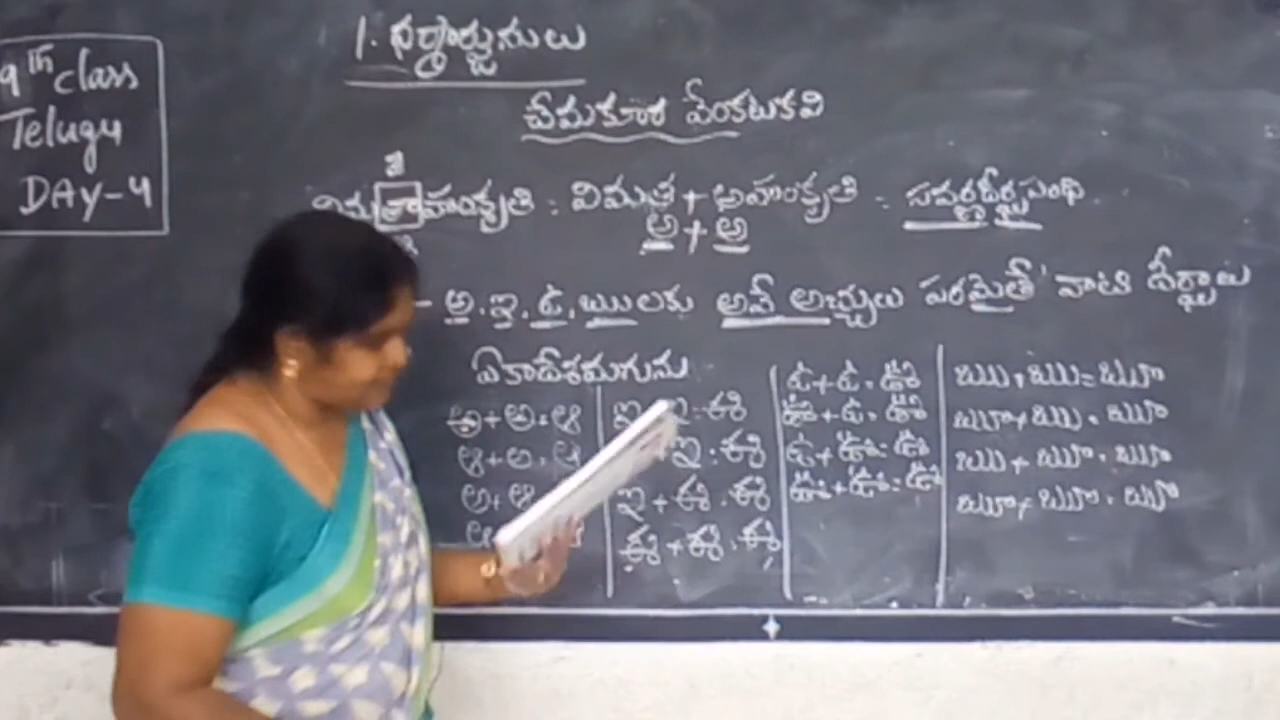 9th class
Telugu
DAY-4
1. ధర్మార్జునులు
చేమకూర వేంకటకవి
విమతాహంకృతి = విమత + అహంకృతి = సవర్ణదీర్ఘసంధి.
అ + అ
- అ, ఇ, ఉ, ఋ లకు అవే అచ్చులు పరమైతే వాటి దీర్ఘాలు
ఏకాదేశమగును
అ+అ=ఆ
ఆ+అ=ఆ
అ+ఆ
ఆ
ఇ+ఇ=ఈ
ఇ=ఈ
ఇ+ఈ=ఈ
ఈ+ఈ=ఈ
ఉ+ఉ=ఊ
ఊ+ఉ=ఊ
ఉ+ఊ=ఊ
ఊ+ఊ=ఊ
ఋ+ఋ=ౠ
ౠ+ఋ=ౠ
ఋ+ౠ=ౠ
ౠ+ౠ=ౠ